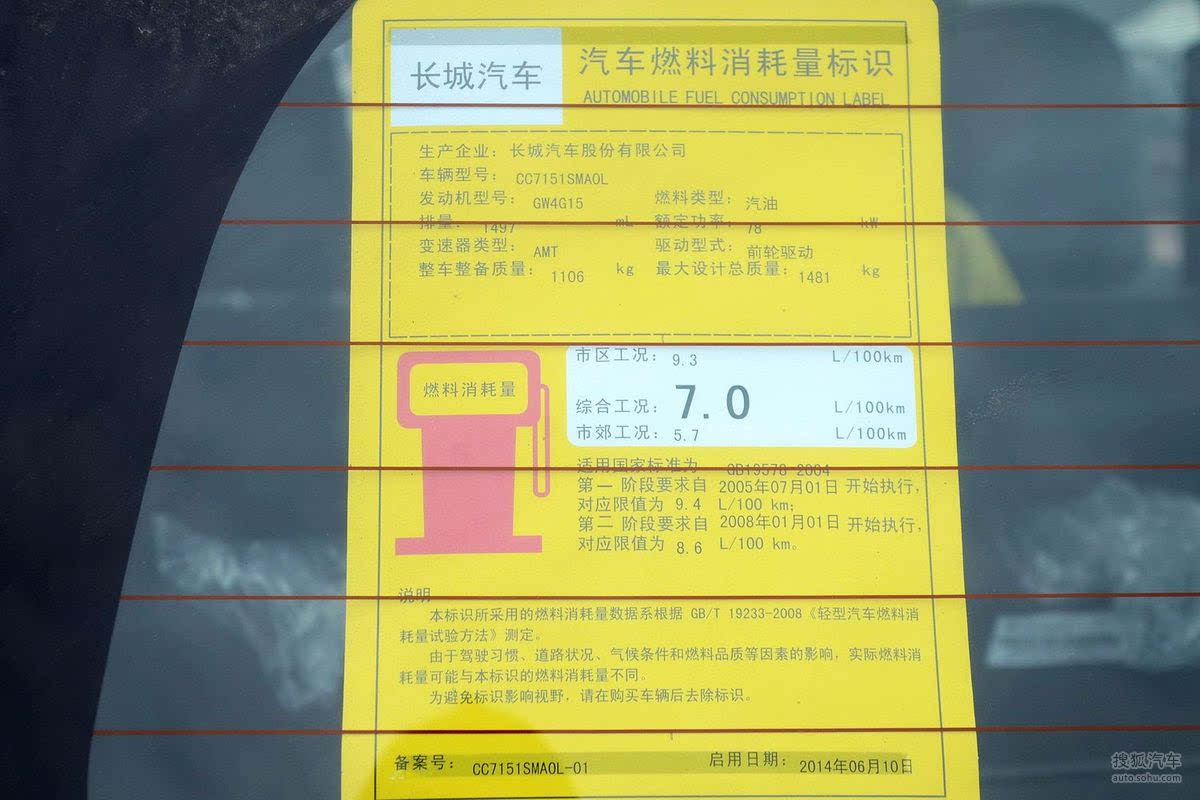 长城汽车
汽车燃料消耗量标识
AUTOMOBILE FUEL CONSUMPTION LABEL
生产企业: 长城汽车股份有限公司
车辆型号: CC7151SMA0L
发动机型号: GW4G15 燃料类型: 汽油
排量: 1497 mL 额定功率: 78 kW
变速器类型: AMT 驱动型式: 前轮驱动
整车整备质量: 1106 kg 最大设计总质量: 1481 kg
燃料消耗量
市区工况: 9.3 L/100km
综合工况: 7.0 L/100km
市郊工况: 5.7 L/100km
适用国家标准为 GB19578-2004
第一 阶段要求自 2005年07月01日 开始执行,
对应限值为 9.4 L/100 km;
第二 阶段要求自 2008年01月01日 开始执行,
对应限值为 8.6 L/100 km。
说明
本标识所采用的燃料消耗量数据系根据 GB/T 19233-2008《轻型汽车燃料消
耗量试验方法》测定。
由于驾驶习惯、道路状况、气候条件和燃料品质等因素的影响,实际燃料消
耗量可能与本标识的燃料消耗量不同。
为避免标识影响视野,请在购买车辆后去除标识。
备案号: CC7151SMA0L-01 启用日期: 2014年06月10日
搜狐汽车
auto.sohu.com